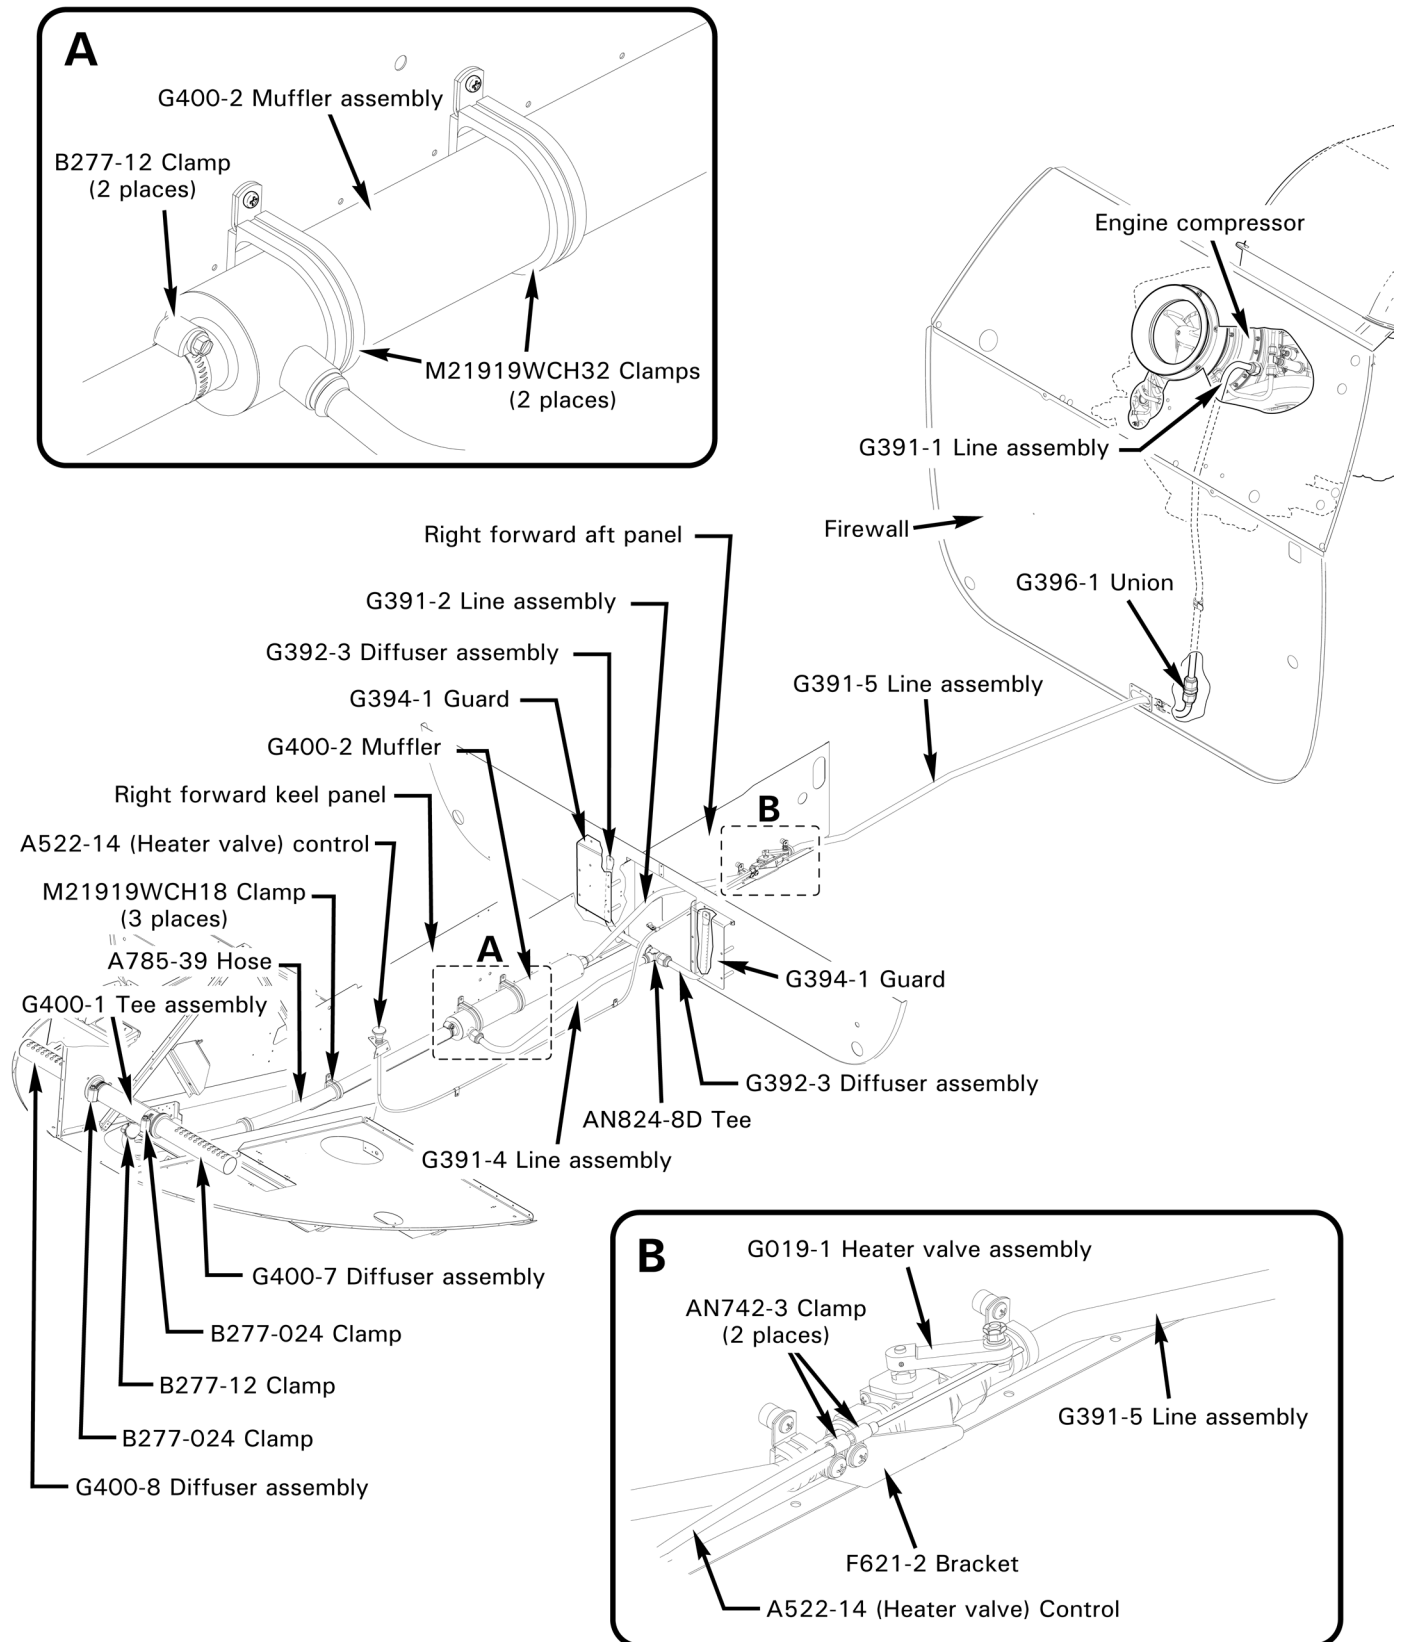 A
G400-2 Muffler assembly
B277-12 Clamp
(2 places)
M21919WCH32 Clamps
(2 places)
Engine compressor
G391-1 Line assembly
Firewall
G396-1 Union
Right forward aft panel
G391-2 Line assembly
G392-3 Diffuser assembly
G394-1 Guard
G400-2 Muffler
Right forward keel panel
A522-14 (Heater valve) control
M21919WCH18 Clamp
(3 places)
A785-39 Hose
G400-1 Tee assembly
G391-5 Line assembly
B
A
G394-1 Guard
G392-3 Diffuser assembly
AN824-8D Tee
G391-4 Line assembly
G400-7 Diffuser assembly
B277-024 Clamp
B277-12 Clamp
B277-024 Clamp
G400-8 Diffuser assembly
B
G019-1 Heater valve assembly
AN742-3 Clamp
(2 places)
G391-5 Line assembly
F621-2 Bracket
A522-14 (Heater valve) Control